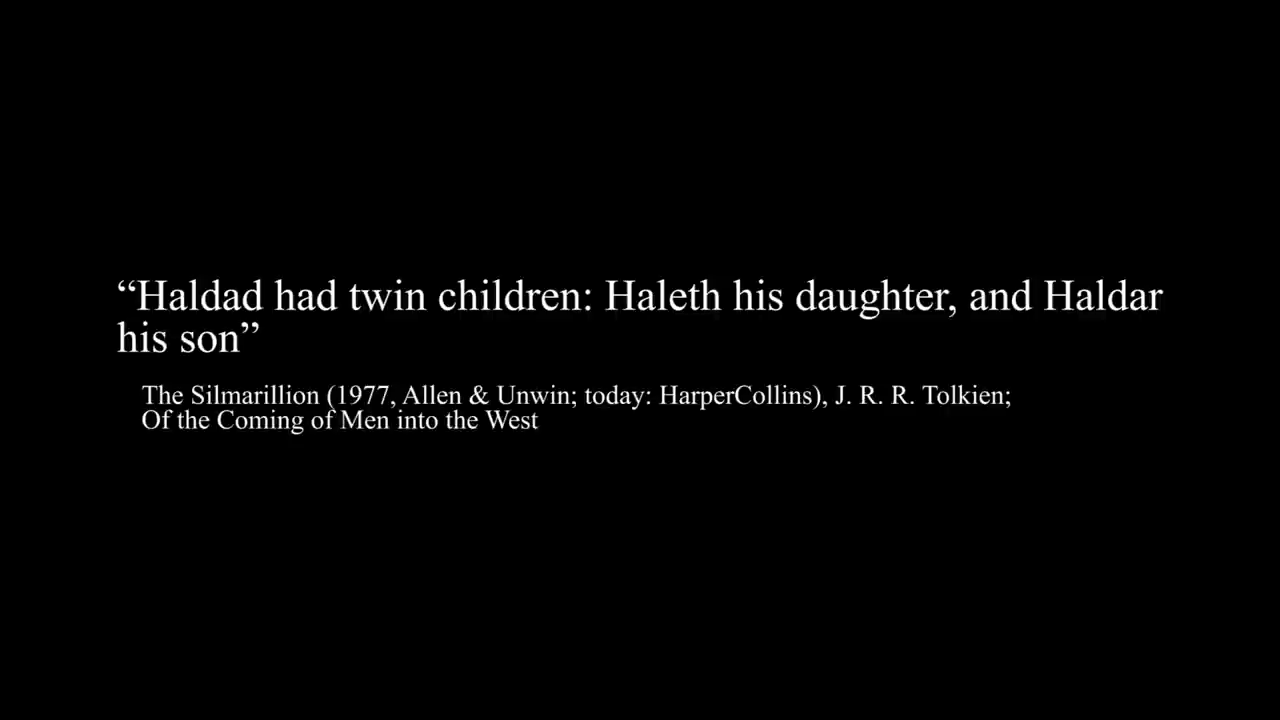 “Haldad had twin children: Haleth his daughter, and Haldar
his son”
The Silmarillion (1977, Allen & Unwin; today: HarperCollins), J. R. R. Tolkien;
Of the Coming of Men into the West